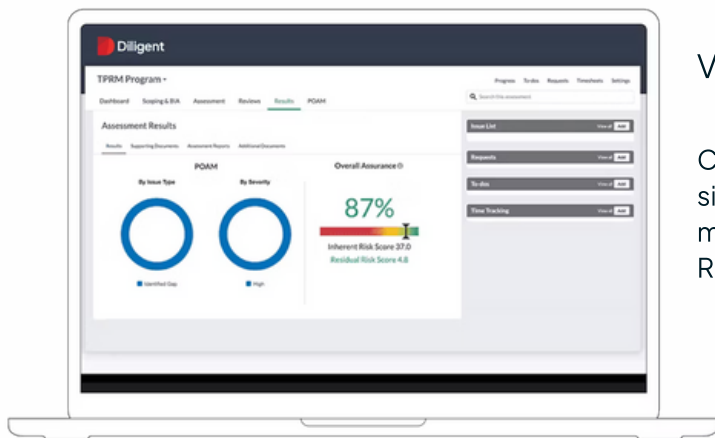 Diligent
TPRM Program
Progress To-dos Requests Timesheets Settings
Dashboard Scoping & BIA Assessment Reviews Results POAM
Search this assessment
Assessment Results
Results Supporting Documents Assessment Reports Additional Documents
POAM
By Issue Type By Severity
Identified Gap High
Overall Assurance
87%
Inherent Risk Score 37.0
Residual Risk Score 4.8
Issue List View all Add
Requests View all Add
To-dos View all Add
Time Tracking View all Add
V
C
si
m
R